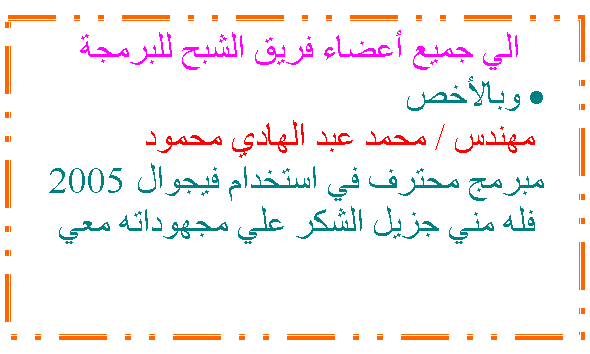 الي جميع أعضاء فريق الشبح للبرمجة
• وبالأخص
مهندس / محمد عبد الهادي محمود
مبرمج محترف في استخدام فيجوال 2005
فله مني جزيل الشكر علي مجهوداته معي